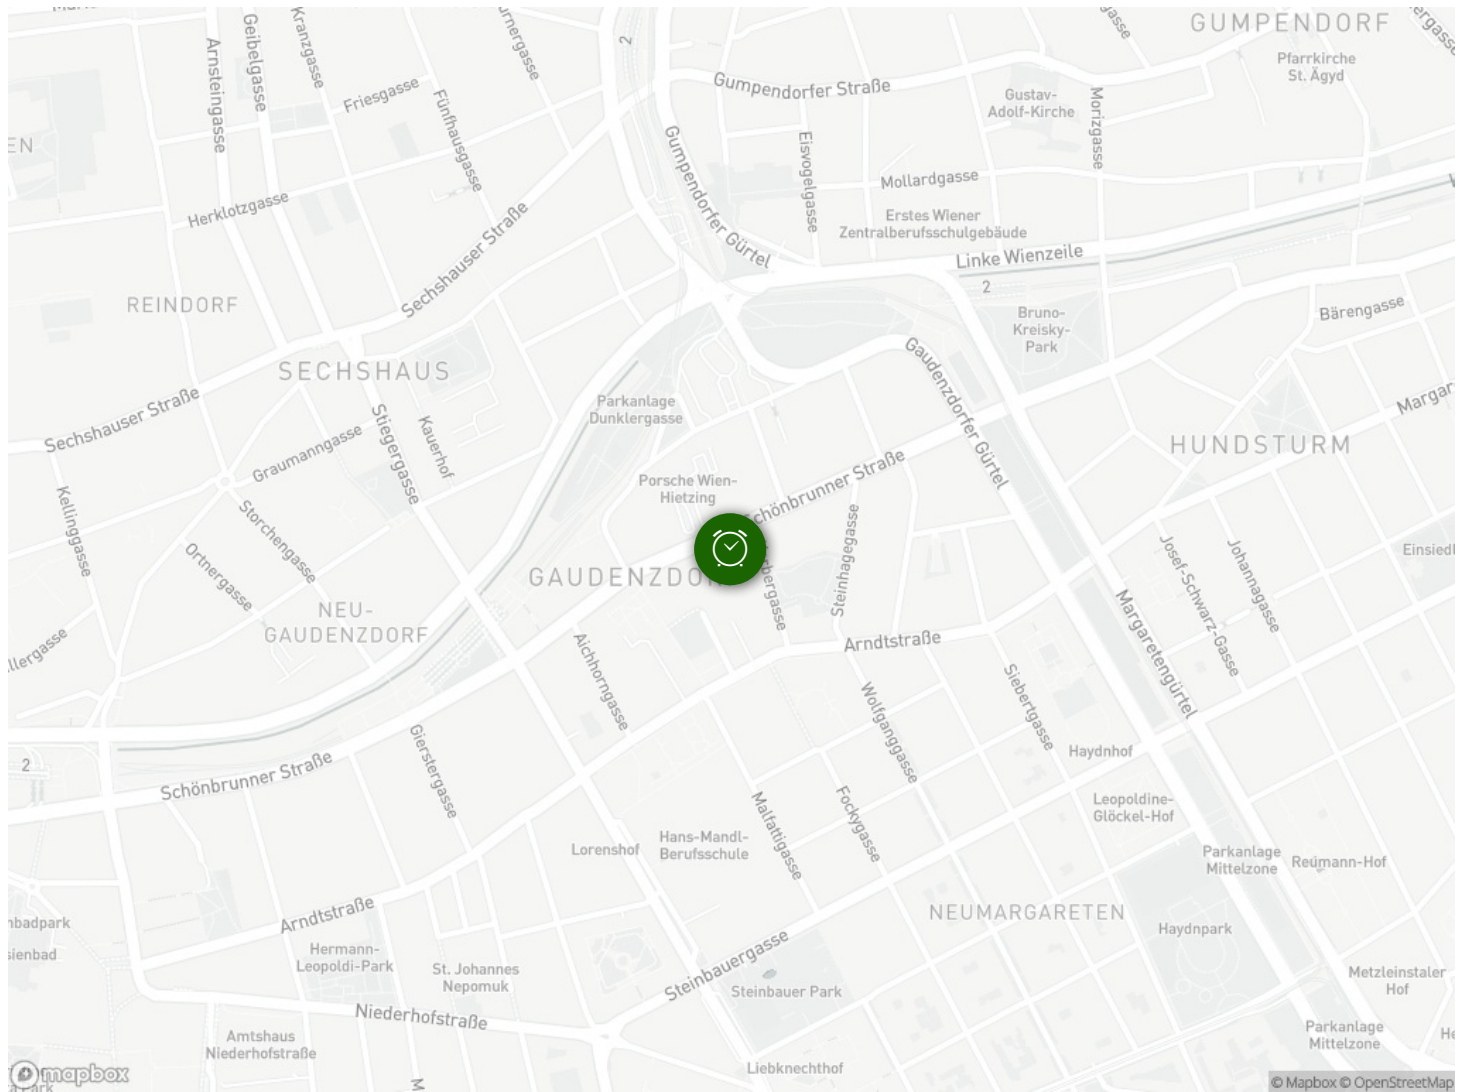 GUMPENDORF
Geibelgasse
Kranzgasse
Arnsteingasse
2
Pfarrkirche
St. Ägyd
Gumpendorfer Straße
Friesgasse
Gustav-
Adolf-Kirche
Morizgasse
Fünfhausgasse
Gumpendorfer Gürtel
Eisvogelgasse
Mollardgasse
Herklotzgasse
Erstes Wiener
Zentralberufsschulgebäude
Sechshauser Straße
Linke Wienzeile
2
REINDORF
Bruno-
Kreisky-
Park
Bärengasse
SECHSHAUS
Gaudenzdorfer Gürtel
Parkanlage
Dunklergasse
Sechshauser Straße
Stiegergasse
Kauerhof
Graumanngasse
HUNDSTURM
Kellinggasse
Porsche Wien-
Hietzing
Schönbrunner Straße
Storchengasse
Steinhagegasse
Josef-Schwarz-Gasse
Johannagasse
Ortnergasse
GAUDENZDOR
NEU-
GAUDENZDORF
Margaretengürtel
Arndtstraße
Aichhorngasse
Siebertgasse
Wolfganggasse
Haydnhof
2
Gierstergasse
Schönbrunner Straße
Leopoldine-
Glöckel-Hof
Malfattigasse
Fockygasse
Lorenshof
Hans-Mandl-
Berufsschule
Parkanlage
Mittelzone
Reumann-Hof
Arndtstraße
NEUMARGARETEN
Haydnpark
Hermann-
Leopoldi-Park
St. Johannes
Nepomuk
Steinbauergasse
Steinbauer Park
Metzleinstaler
Hof
Niederhofstraße
Amtshaus
Niederhofstraße
Parkanlage
Mittelzone
Liebknechthof
mapbox
© Mapbox © OpenStreetMap